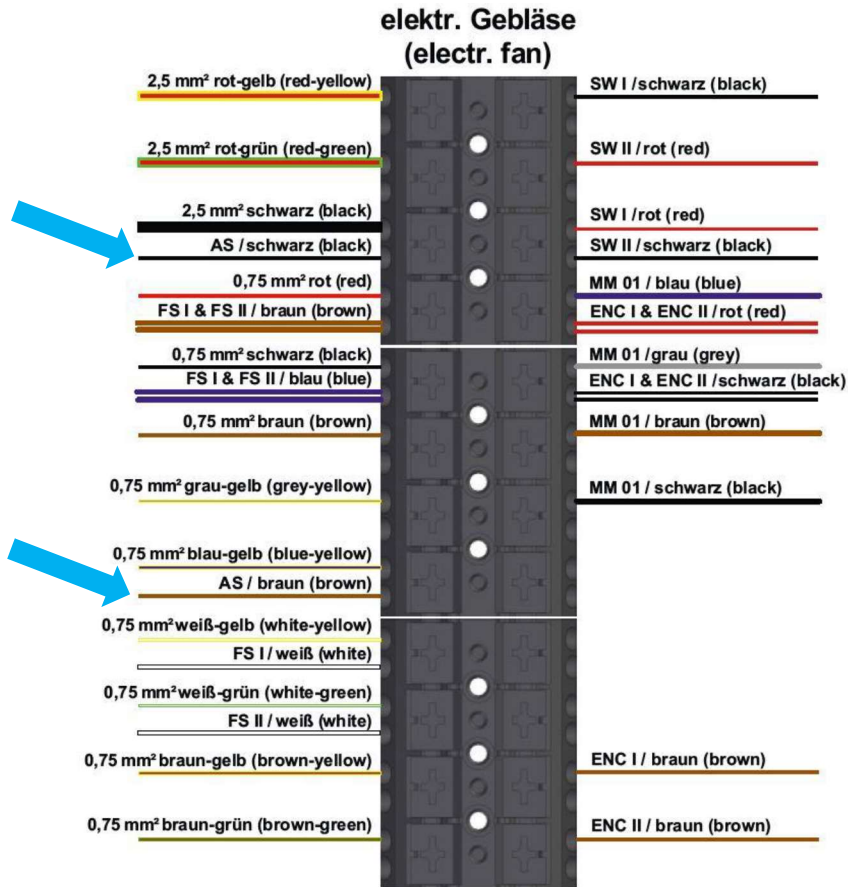 elektr. Gebläse
(electr. fan)
2,5 mm² rot-gelb (red-yellow)
2,5 mm² rot-grün (red-green)
2,5 mm² schwarz (black)
AS / schwarz (black)
0,75 mm² rot (red)
FS I & FS II / braun (brown)
0,75 mm² schwarz (black)
FS I & FS II / blau (blue)
0,75 mm² braun (brown)
0,75 mm² grau-gelb (grey-yellow)
0,75 mm² blau-gelb (blue-yellow)
AS / braun (brown)
0,75 mm² weiß-gelb (white-yellow)
FS I / weiß (white)
0,75 mm² weiß-grün (white-green)
FS II / weiß (white)
0,75 mm² braun-gelb (brown-yellow)
0,75 mm² braun-grün (brown-green)
SW I /schwarz (black)
SW II / rot (red)
SW I / rot (red)
SW II / schwarz (black)
MM 01 / blau (blue)
ENC I & ENC II / rot (red)
MM 01/grau (grey)
ENC I & ENC II /schwarz (black)
MM 01 / braun (brown)
MM 01 / schwarz (black)
ENC I / braun (brown)
ENC II / braun (brown)